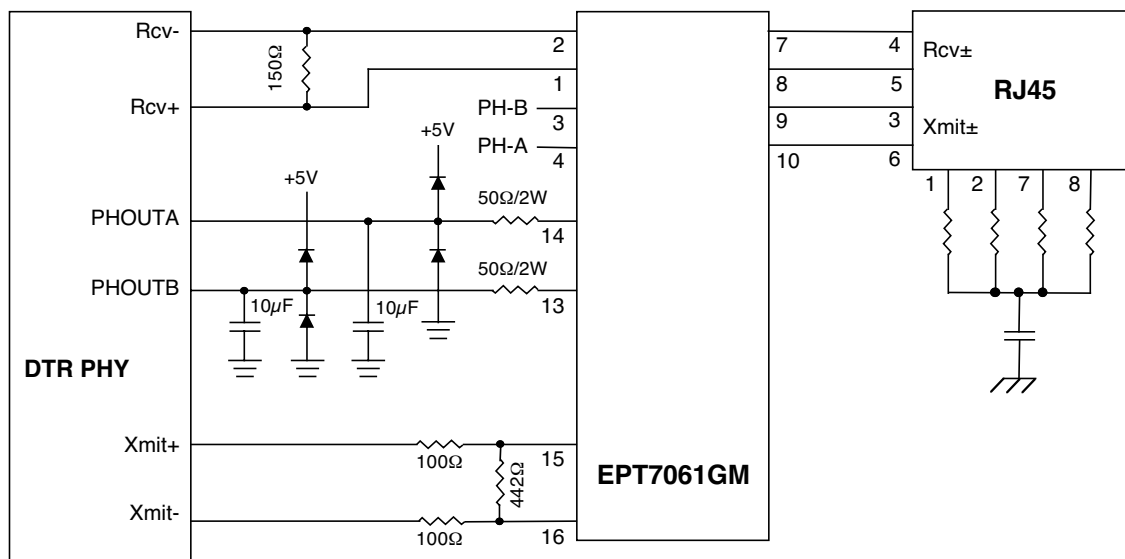 Rcv-
2
7
4
Rcv±
150Ω
1
8
5
RJ45
Rcv+
PH-B
3
9
3
Xmit±
+5V
PH-A
4
10
6
+5V
50Ω/2W
1
2
7
8
PHOUTA
14
50Ω/2W
PHOUTB
10µF
10µF
13
DTR PHY
Xmit+
100Ω
15
442Ω
EPT7061GM
Xmit-
100Ω
16